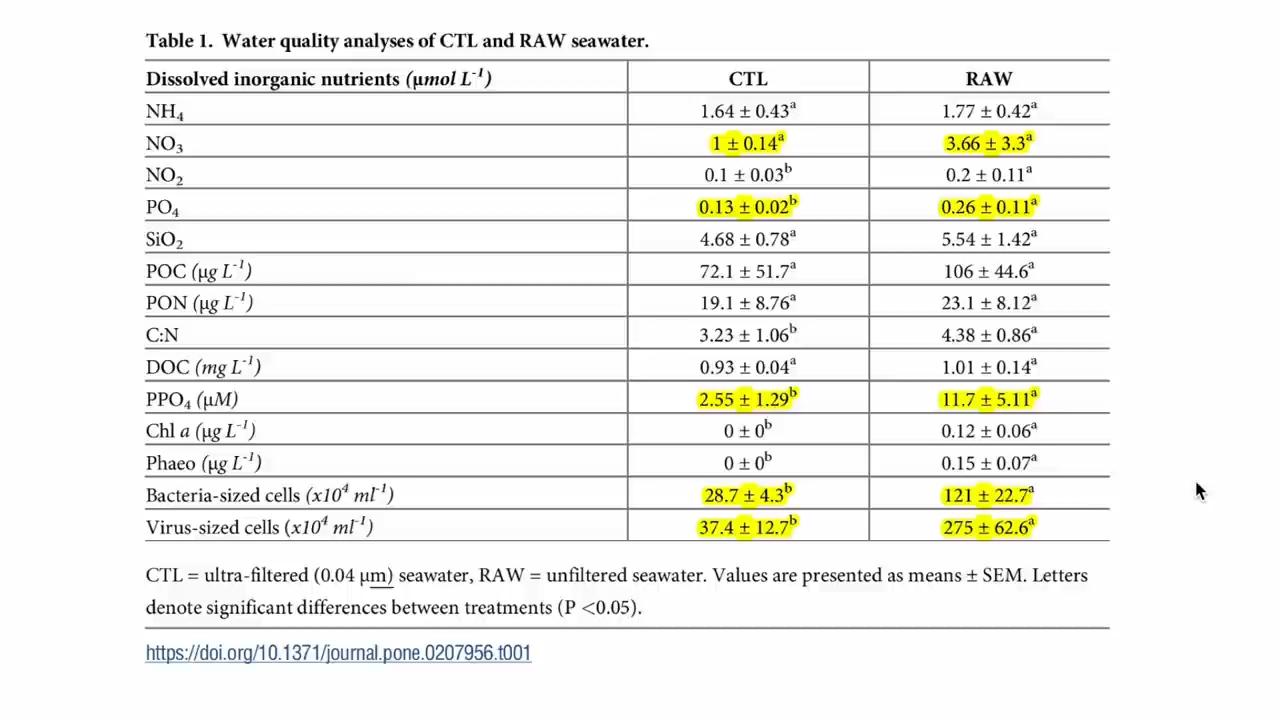 Table 1. Water quality analyses of CTL and RAW seawater.
Dissolved inorganic nutrients (µmol L⁻¹) CTL RAW
NH₄ 1.64 ± 0.43ᵃ 1.77 ± 0.42ᵃ
NO₃ 1 ± 0.14ᵃ 3.66 ± 3.3ᵃ
NO₂ 0.1 ± 0.03ᵇ 0.2 ± 0.11ᵃ
PO₄ 0.13 ± 0.02ᵇ 0.26 ± 0.11ᵃ
SiO₂ 4.68 ± 0.78ᵃ 5.54 ± 1.42ᵃ
POC (µg L⁻¹) 72.1 ± 51.7ᵃ 106 ± 44.6ᵃ
PON (µg L⁻¹) 19.1 ± 8.76ᵃ 23.1 ± 8.12ᵃ
C:N 3.23 ± 1.06ᵇ 4.38 ± 0.86ᵃ
DOC (mg L⁻¹) 0.93 ± 0.04ᵃ 1.01 ± 0.14ᵃ
PPO₄ (µM) 2.55 ± 1.29ᵇ 11.7 ± 5.11ᵃ
Chl a (µg L⁻¹) 0 ± 0ᵇ 0.12 ± 0.06ᵃ
Phaeo (µg L⁻¹) 0 ± 0ᵇ 0.15 ± 0.07ᵃ
Bacteria-sized cells (x10⁴ ml⁻¹) 28.7 ± 4.3ᵇ 121 ± 22.7ᵃ
Virus-sized cells (x10⁴ ml⁻¹) 37.4 ± 12.7ᵇ 275 ± 62.6ᵃ
CTL = ultra-filtered (0.04 µm) seawater, RAW = unfiltered seawater. Values are presented as means ± SEM. Letters
denote significant differences between treatments (P <0.05).
https://doi.org/10.1371/journal.pone.0207956.t001